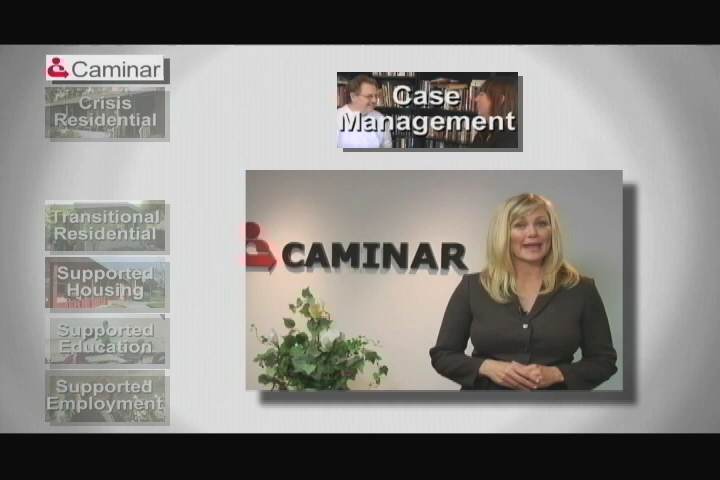 Caminar
Crisis
Residential
Transitional
Residential
Supported
Housing
Supported
Education
Supported
Employment
Case
Management
CAMINAR